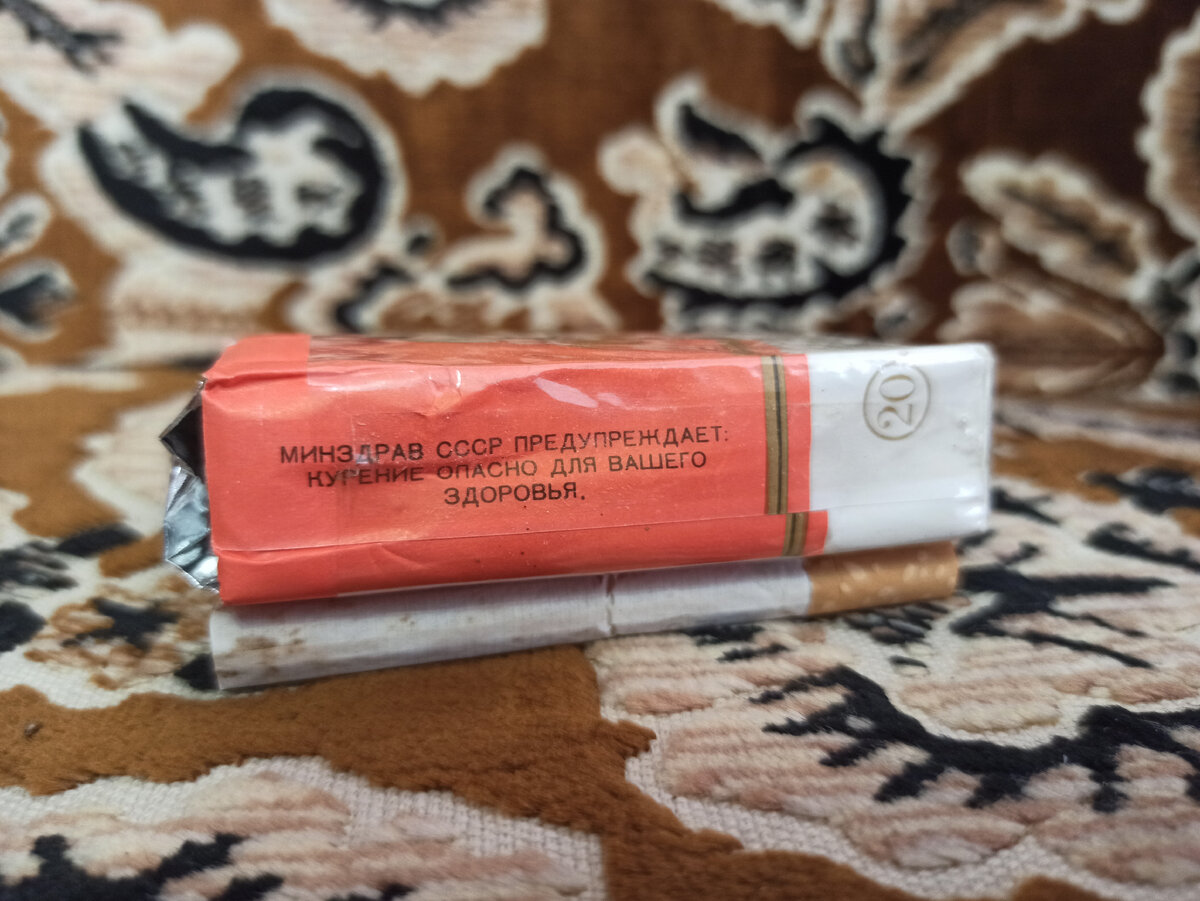 МИНЗДРАВ СССР ПРЕДУПРЕЖДАЕТ:
КУРЕНИЕ ОПАСНО ДЛЯ ВАШЕГО
ЗДОРОВЬЯ.
20